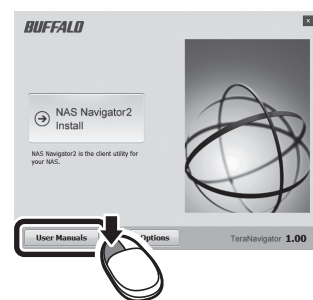 BUFFALO
x
NAS Navigator2
Install
NAS Navigator2 is the client utility for
your NAS.
User Manuals
Options
TeraNavigator 1.00